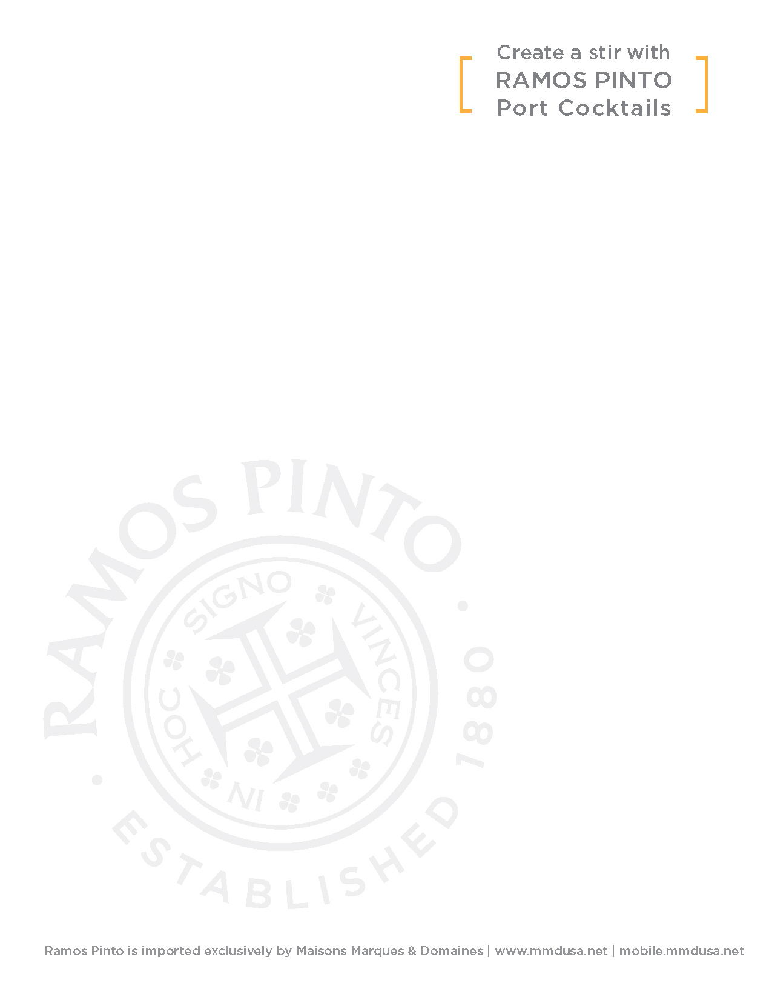 Create a stir with
RAMOS PINTO
Port Cocktails
RAMOS PINTO
IN HOC SIGNO VINCES
ESTABLISHED 1880
Ramos Pinto is imported exclusively by Maisons Marques & Domaines | www.mmdusa.net | mobile.mmdusa.net